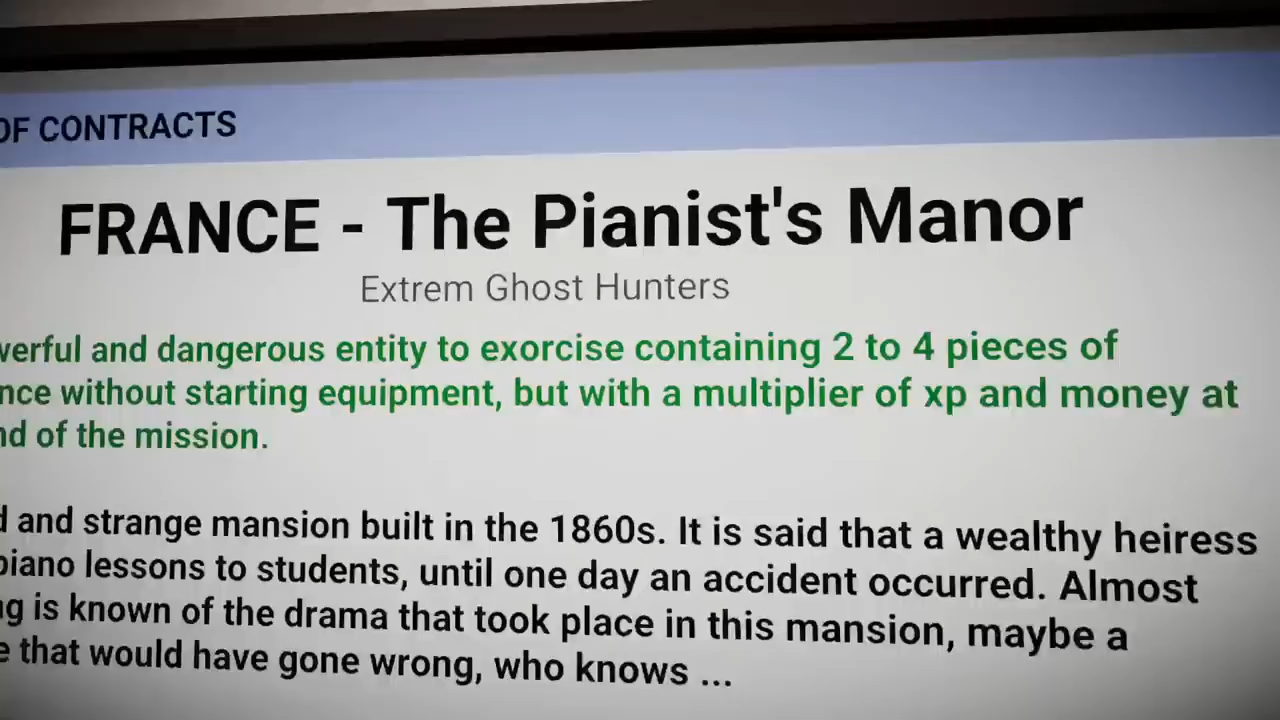 OF CONTRACTS
FRANCE - The Pianist's Manor
Extrem Ghost Hunters
and dangerous entity to exorcise containing 2 to 4 pieces of
without starting equipment, but with a multiplier of xp and money at
of the mission.
and strange mansion built in the 1860s. It is said that a wealthy heiress
piano lessons to students, until one day an accident occurred. Almost
is known of the drama that took place in this mansion, maybe a
that would have gone wrong, who knows ...